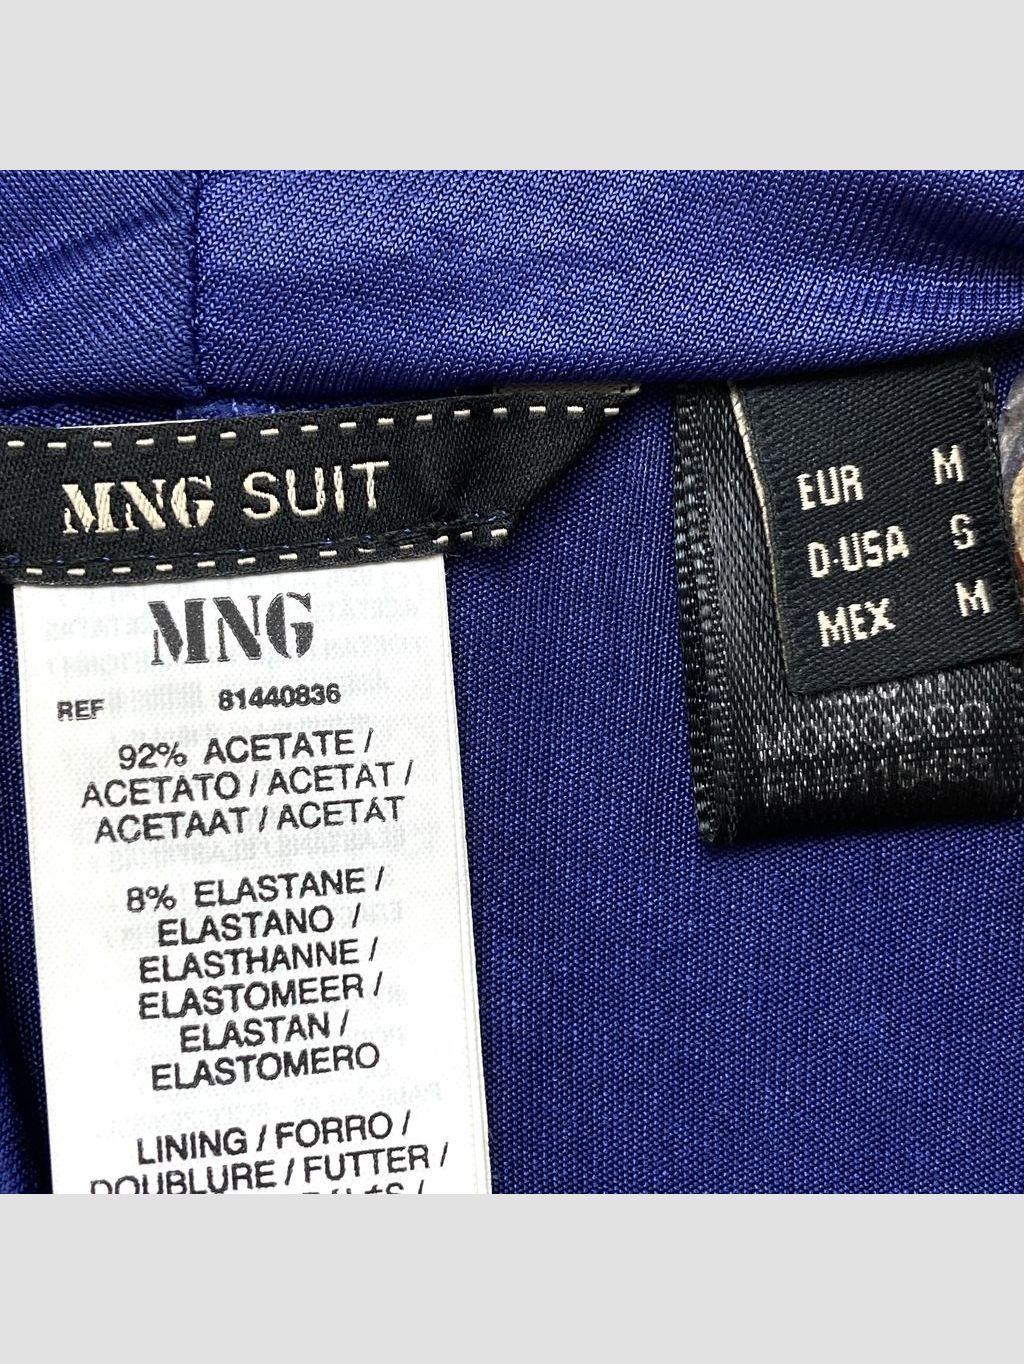 MNG SUIT
MNG
REF 81440836
92% ACETATE /
ACETATO / ACETAT /
ACETAAT / ACETÁT
8% ELASTANE /
ELASTANO /
ELASTHANNE /
ELASTOMEER /
ELASTAN /
ELASTOMERO
LINING / FORRO /
DOUBLURE / FUTTER /
EUR M
D·USA S
MEX M
MOROCCO